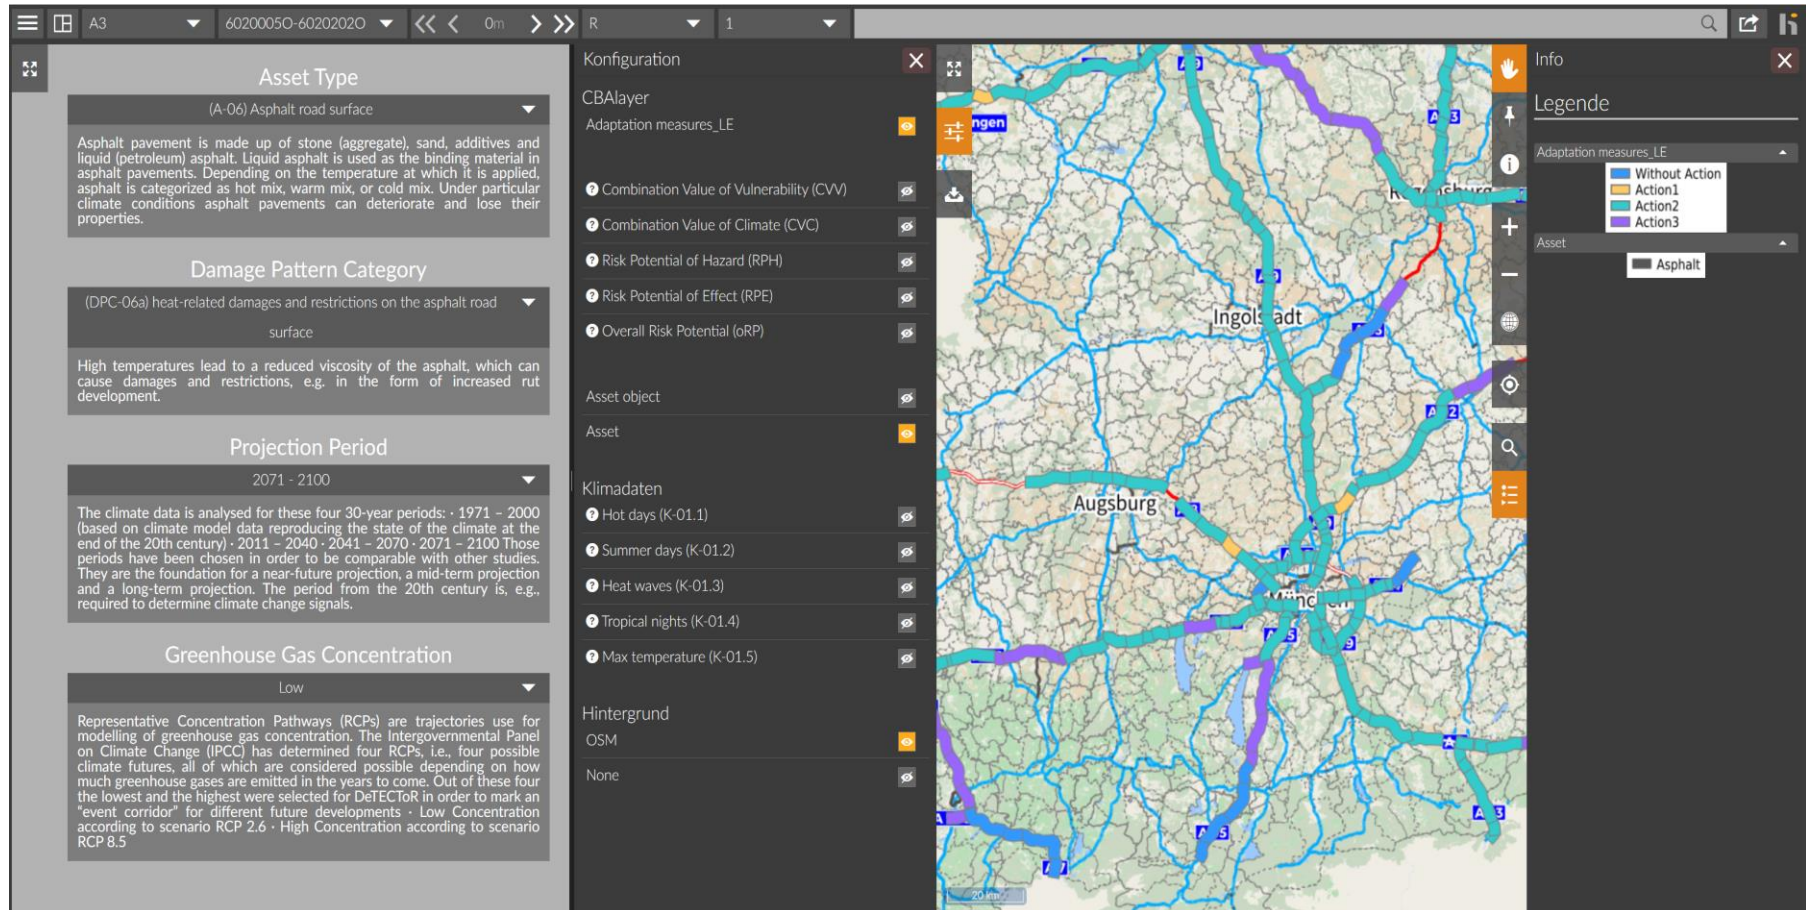 A3
6020005O-6020202O
0m
R
1
Asset Type
(A-06) Asphalt road surface
Asphalt pavement is made up of stone (aggregate), sand, additives and
liquid (petroleum) asphalt. Liquid asphalt is used as the binding material in
asphalt pavements. Depending on the temperature at which it is applied,
asphalt is categorized as hot mix, warm mix, or cold mix. Under particular
climate conditions asphalt pavements can deteriorate and lose their
properties.
Damage Pattern Category
(DPC-06a) heat-related damages and restrictions on the asphalt road
surface
High temperatures lead to a reduced viscosity of the asphalt, which can
cause damages and restrictions, e.g. in the form of increased rut
development.
Projection Period
2071 - 2100
The climate data is analysed for these four 30-year periods: · 1971 – 2000
(based on climate model data reproducing the state of the climate at the
end of the 20th century) · 2011 – 2040 · 2041 – 2070 · 2071 – 2100 Those
periods have been chosen in order to be comparable with other studies.
They are the foundation for a near-future projection, a mid-term projection
and a long-term projection. The period from the 20th century is, e.g.,
required to determine climate change signals.
Greenhouse Gas Concentration
Low
Representative Concentration Pathways (RCPs) are trajectories use for
modelling of greenhouse gas concentration. The Intergovernmental Panel
on Climate Change (IPCC) has determined four RCPs, i.e., four possible
climate futures, all of which are considered possible depending on how
much greenhouse gases are emitted in the years to come. Out of these four
the lowest and the highest were selected for DeTECToR in order to mark an
"event corridor" for different future developments · Low Concentration
according to scenario RCP 2.6 · High Concentration according to scenario
RCP 8.5
Konfiguration
CBAlayer
Adaptation measures_LE
Combination Value of Vulnerability (CVV)
Combination Value of Climate (CVC)
Risk Potential of Hazard (RPH)
Risk Potential of Effect (RPE)
Overall Risk Potential (oRP)
Asset object
Asset
Klimadaten
Hot days (K-01.1)
Summer days (K-01.2)
Heat waves (K-01.3)
Tropical nights (K-01.4)
Max temperature (K-01.5)
Hintergrund
OSM
None
Ingolstadt
Augsburg
München
20 km
Info
Legende
Adaptation measures_LE
Without Action
Action1
Action2
Action3
Asset
Asphalt